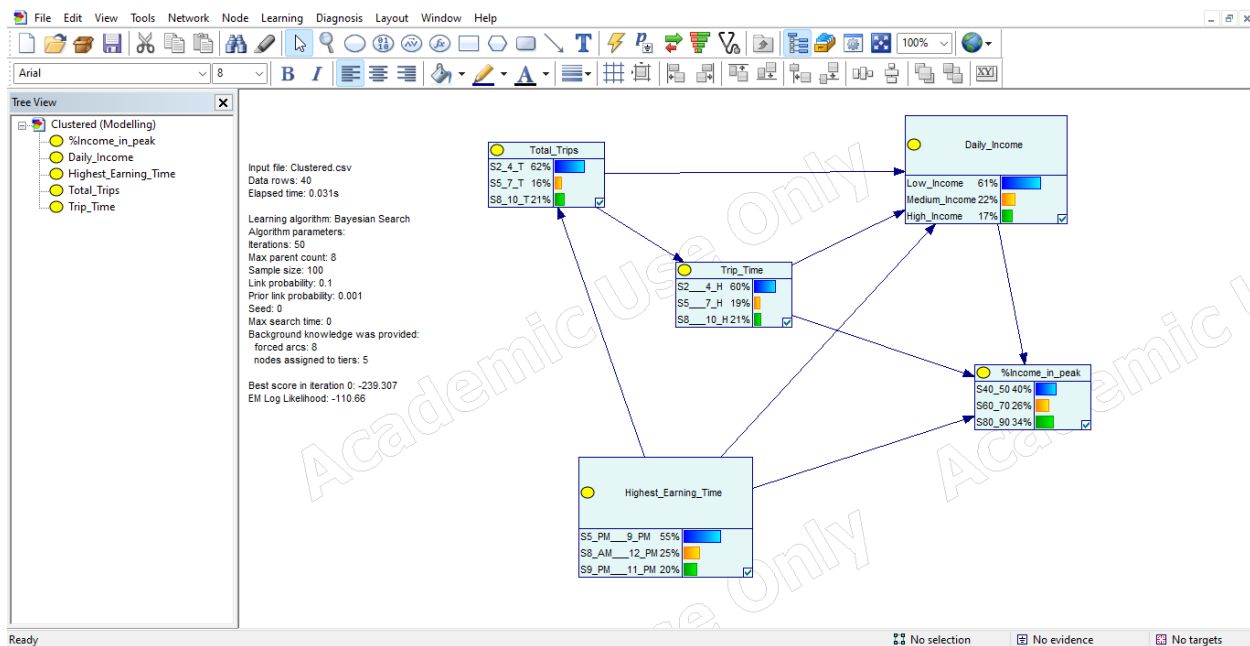 File Edit View Tools Network Node Learning Diagnosis Layout Window Help
100%
Arial 8 B I A XY
Tree View
Clustered (Modelling)
%Income_in_peak
Daily_Income
Highest_Earning_Time
Total_Trips
Trip_Time
Input file: Clustered.csv
Data rows: 40
Elapsed time: 0.031s
Learning algorithm: Bayesian Search
Algorithm parameters:
Iterations: 50
Max parent count: 8
Sample size: 100
Link probability: 0.1
Prior link probability: 0.001
Seed: 0
Max search time: 0
Background knowledge was provided:
forced arcs: 8
nodes assigned to tiers: 5
Best score in iteration 0: -239.307
EM Log Likelihood: -110.66
Total_Trips
S2_4_T 62%
S5_7_T 16%
S8_10_T 21%
Daily_Income
Low_Income 61%
Medium_Income 22%
High_Income 17%
Trip_Time
S2___4_H 60%
S5___7_H 19%
S8___10_H 21%
%Income_in_peak
S40_50 40%
S60_70 26%
S80_90 34%
Highest_Earning_Time
S5_PM___9_PM 55%
S8_AM___12_PM 25%
S9_PM___11_PM 20%
Academic Use Only
Academic
Academic Use Only
Ready No selection No evidence No targets